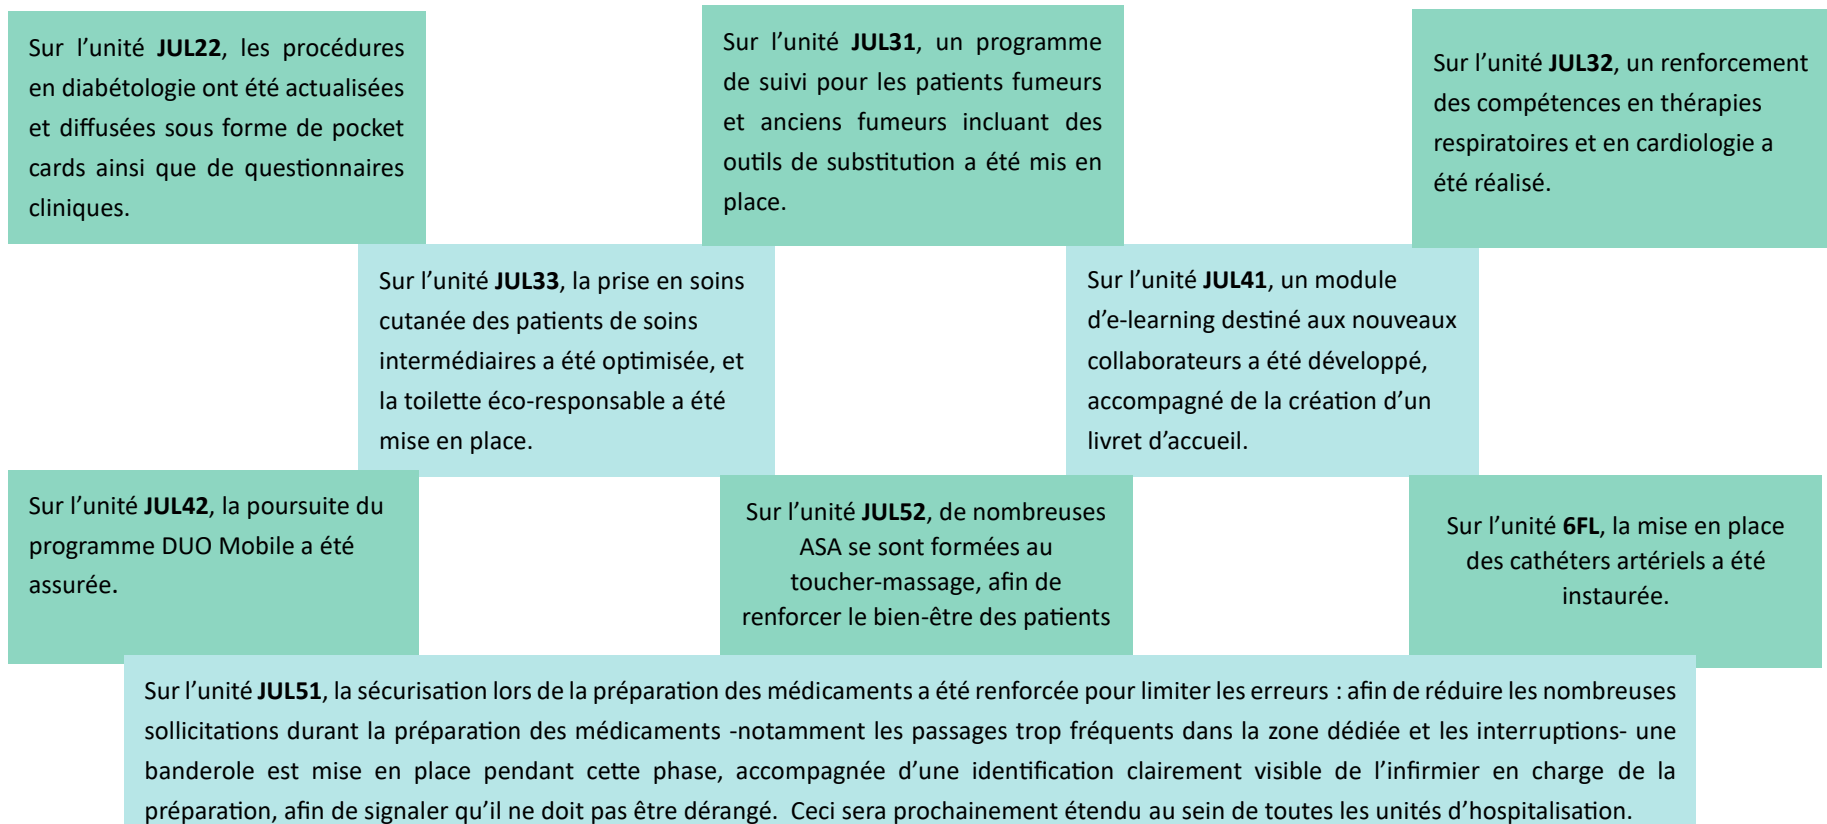 Sur l’unité JUL22, les procédures
en diabétologie ont été actualisées
et diffusées sous forme de pocket
cards ainsi que de questionnaires
cliniques.
Sur l’unité JUL31, un programme
de suivi pour les patients fumeurs
et anciens fumeurs incluant des
outils de substitution a été mis en
place.
Sur l’unité JUL32, un renforcement
des compétences en thérapies
respiratoires et en cardiologie a
été réalisé.
Sur l’unité JUL33, la prise en soins
cutanée des patients de soins
intermédiaires a été optimisée, et
la toilette éco-responsable a été
mise en place.
Sur l’unité JUL41, un module
d’e-learning destiné aux nouveaux
collaborateurs a été développé,
accompagné de la création d’un
livret d’accueil.
Sur l’unité JUL42, la poursuite du
programme DUO Mobile a été
assurée.
Sur l’unité JUL52, de nombreuses
ASA se sont formées au
toucher-massage, afin de
renforcer le bien-être des patients
Sur l’unité 6FL, la mise en place
des cathéters artériels a été
instaurée.
Sur l’unité JUL51, la sécurisation lors de la préparation des médicaments a été renforcée pour limiter les erreurs : afin de réduire les nombreuses
sollicitations durant la préparation des médicaments -notamment les passages trop fréquents dans la zone dédiée et les interruptions- une
banderole est mise en place pendant cette phase, accompagnée d’une identification clairement visible de l’infirmier en charge de la
préparation, afin de signaler qu’il ne doit pas être dérangé.  Ceci sera prochainement étendu au sein de toutes les unités d’hospitalisation.